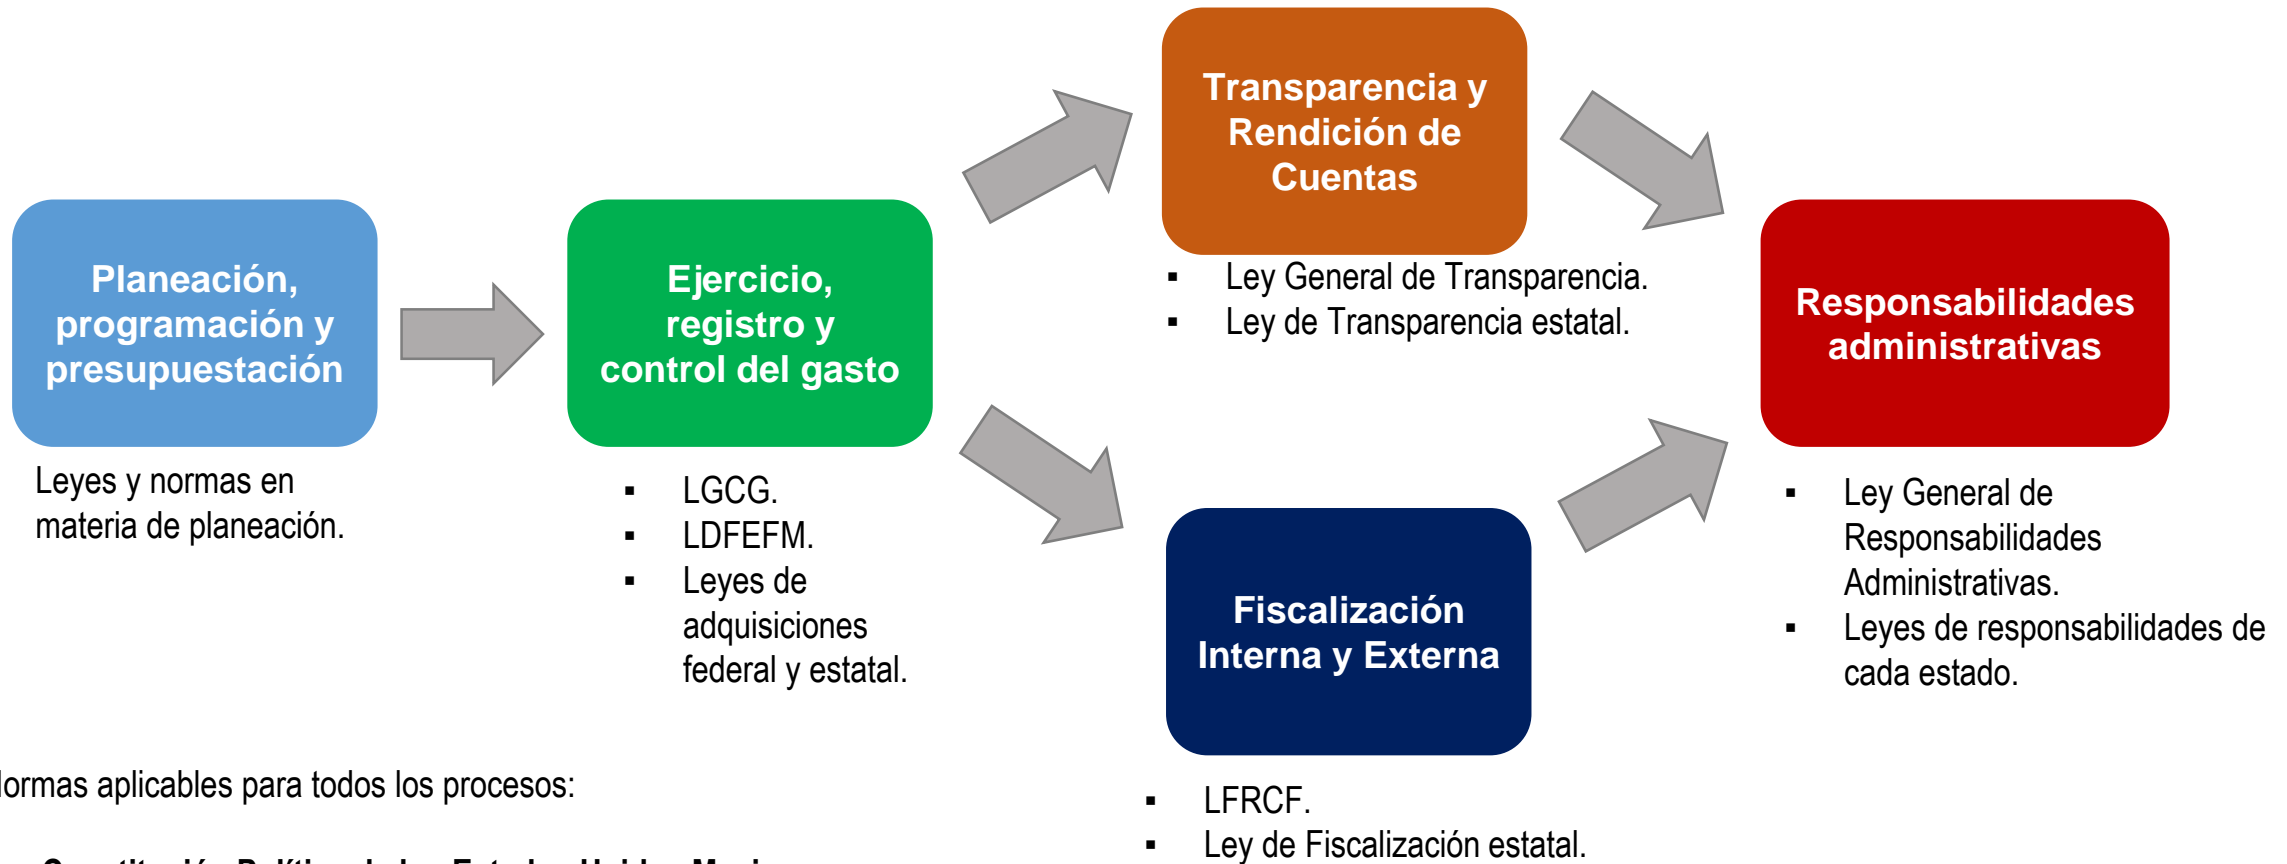 Planeación,
programación y
presupuestación
Leyes y normas en
materia de planeación.
Ejercicio,
registro y
control del gasto
▪ LGCG.
▪ LDFEFM.
▪ Leyes de
adquisiciones
federal y estatal.
Transparencia y
Rendición de
Cuentas
▪ Ley General de Transparencia.
▪ Ley de Transparencia estatal.
Fiscalización
Interna y Externa
▪ LFRCF.
▪ Ley de Fiscalización estatal.
Responsabilidades
administrativas
▪ Ley General de
Responsabilidades
Administrativas.
▪ Leyes de responsabilidades de
cada estado.
aplicables para todos los procesos: